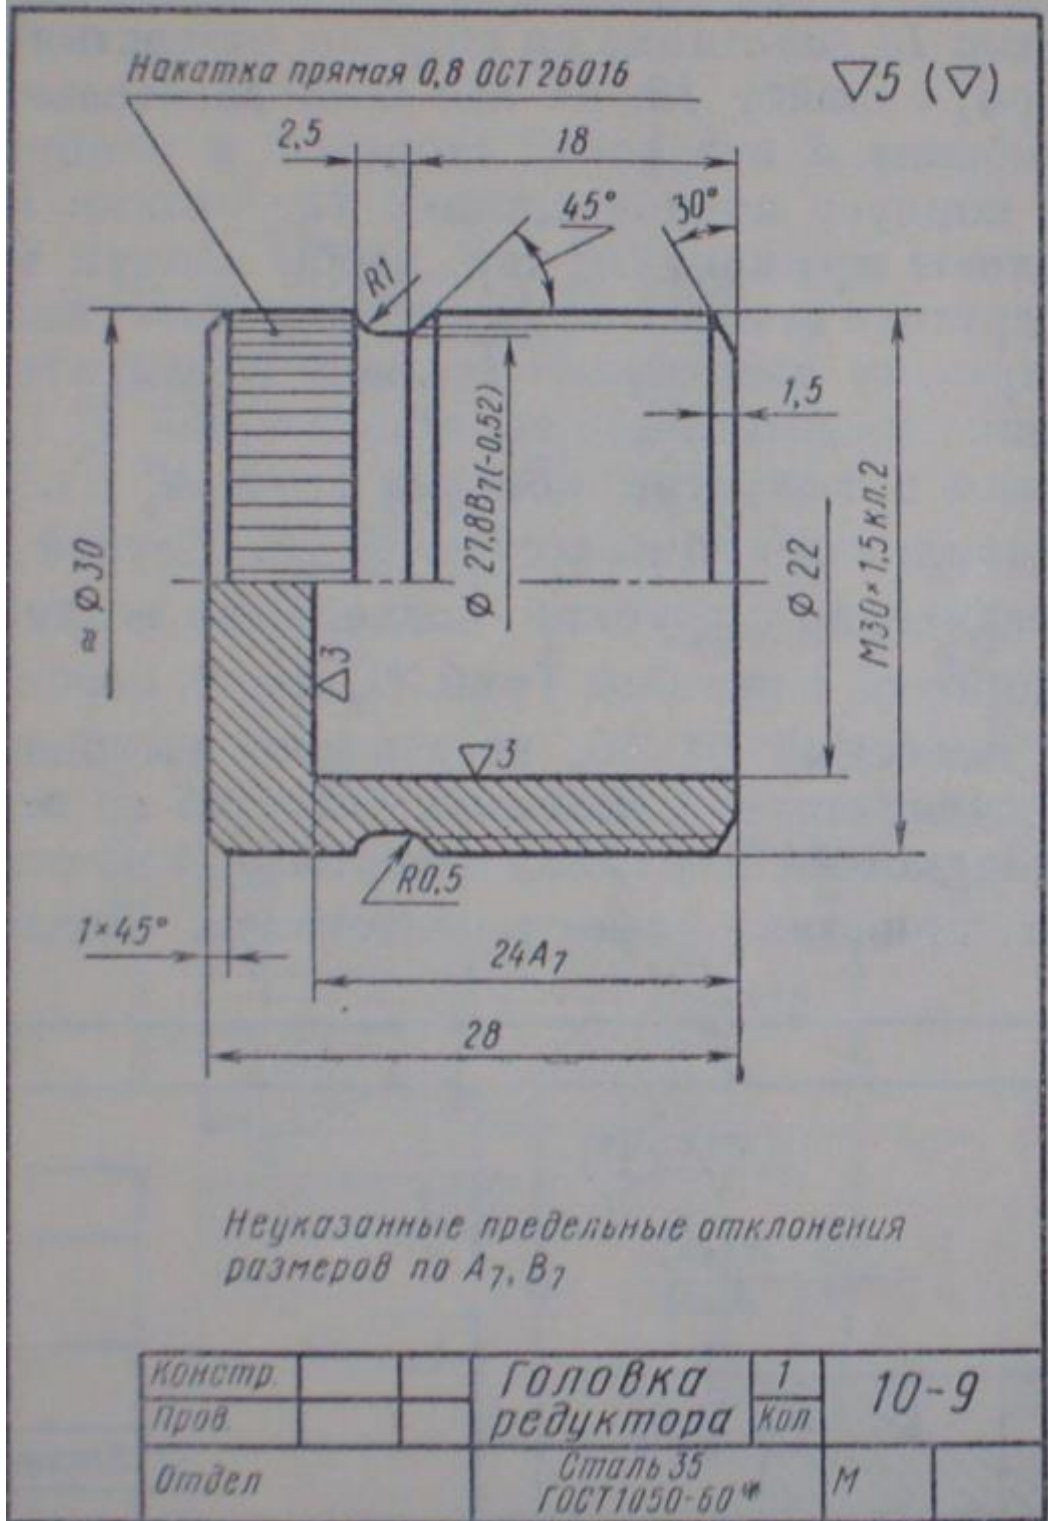 Накатка прямая 0,8 ОСТ 26016
▽5 (▽)
2,5
18
45°
30°
R1
1,5
≈ Ø30
Ø 27,8В7(-0,52)
Ø 22
М30×1,5 кл.2
▽3
▽3
R0,5
1×45°
24А7
28
Неуказанные предельные отклонения
размеров по А7, В7
Констр.
Пров.
Отдел
Головка
редуктора
1
Кол
10-9
Сталь 35
ГОСТ1050-60*
М